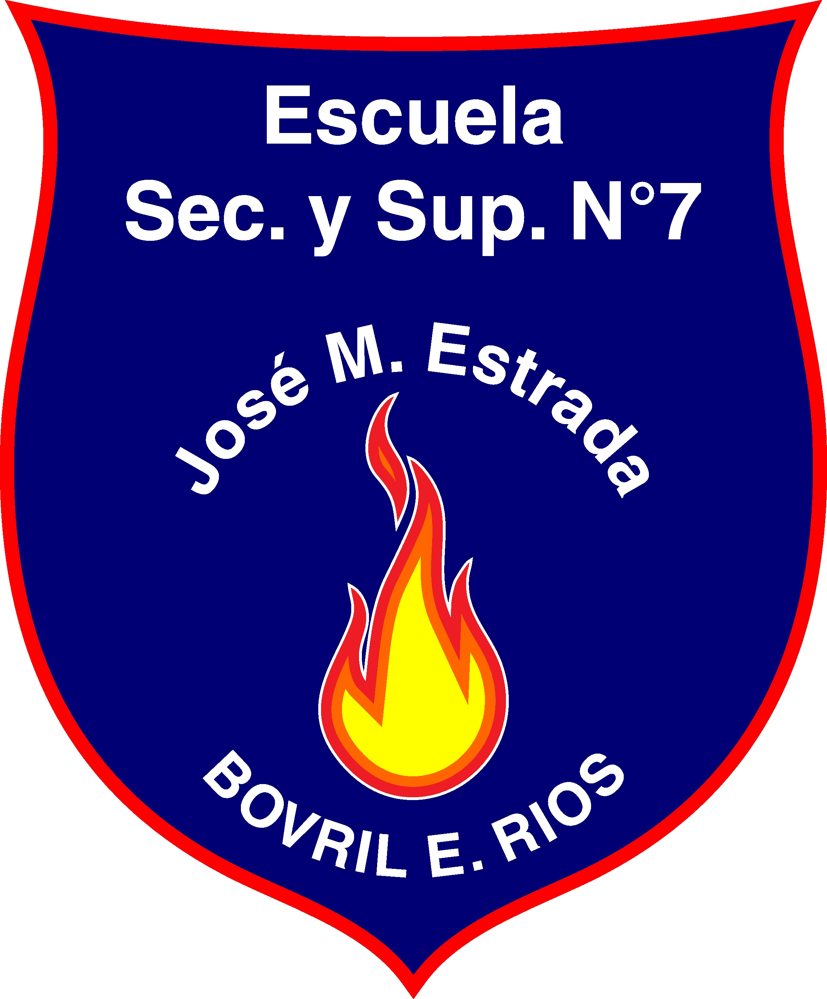 Escuela
Sec. y Sup. N°7
José M. Estrada
BOVRIL E. RIOS